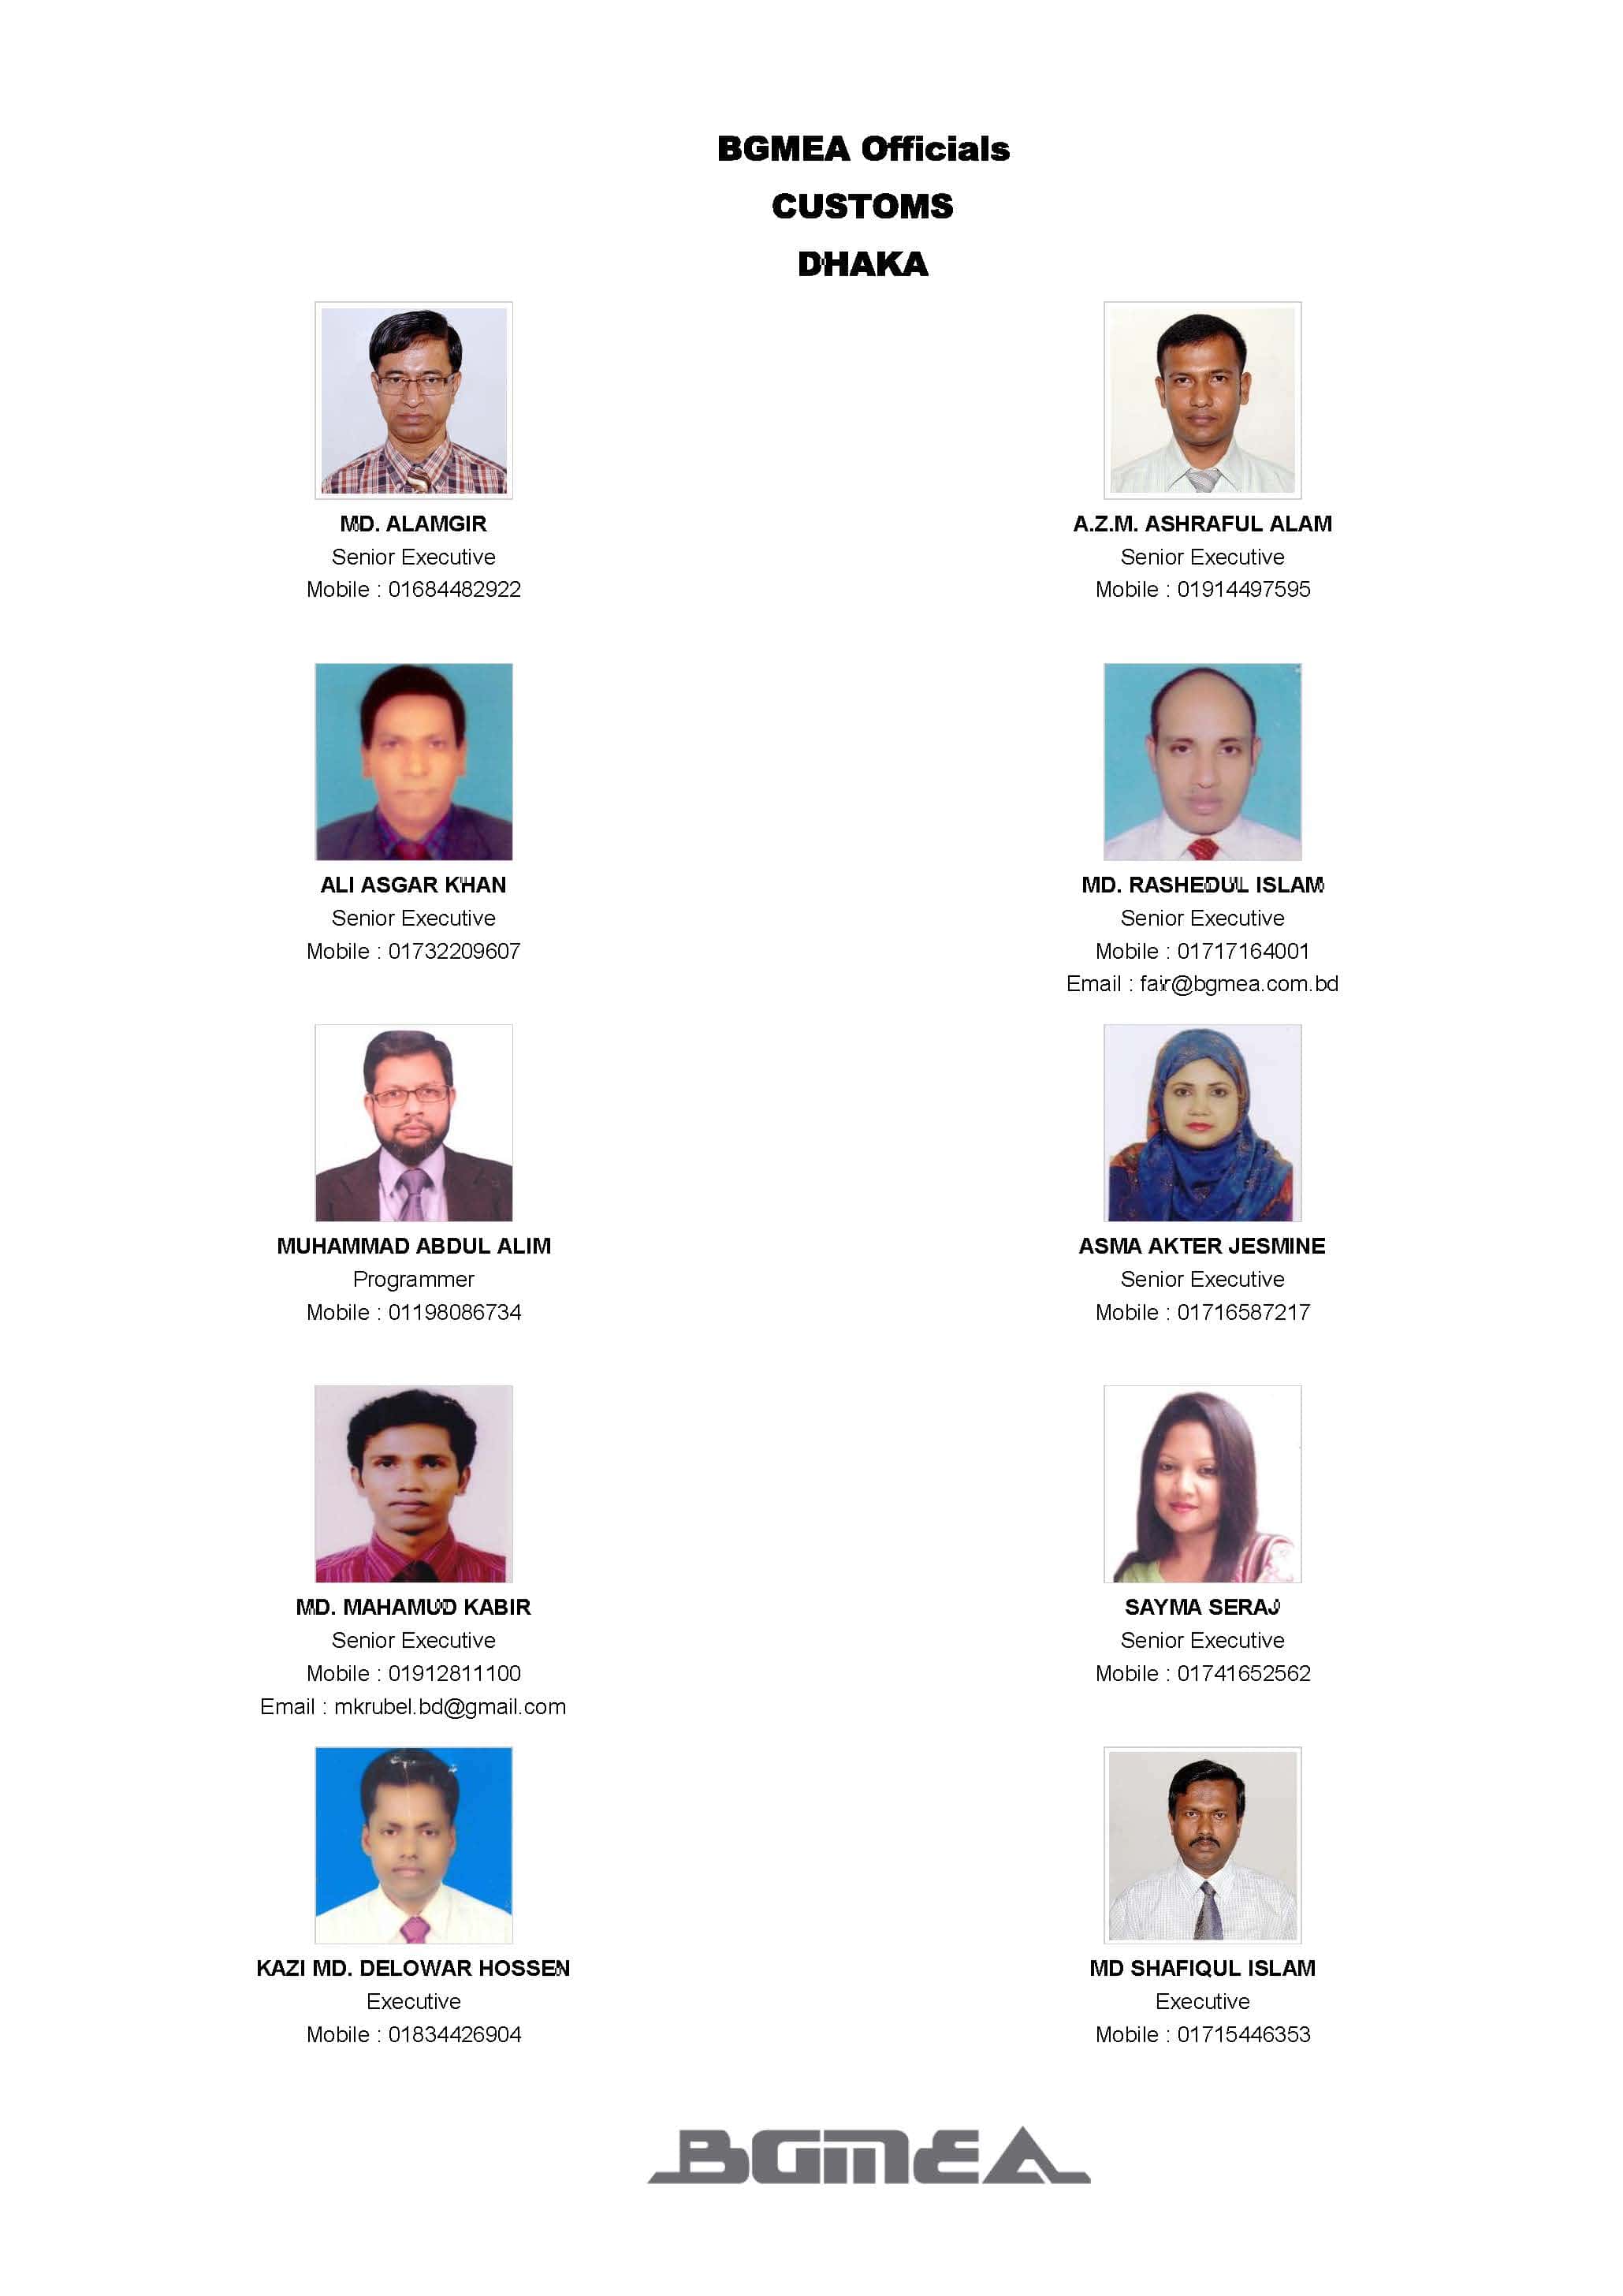 BGMEA Officials
CUSTOMS
DHAKA
MD. ALAMGIR
Senior Executive
Mobile : 01684482922
A.Z.M. ASHRAFUL ALAM
Senior Executive
Mobile : 01914497595
ALI ASGAR KHAN
Senior Executive
Mobile : 01732209607
MD. RASHEDUL ISLAM
Senior Executive
Mobile : 01717164001
Email : fair@bgmea.com.bd
MUHAMMAD ABDUL ALIM
Programmer
Mobile : 01198086734
ASMA AKTER JESMINE
Senior Executive
Mobile : 01716587217
MD. MAHAMUD KABIR
Senior Executive
Mobile : 01912811100
Email : mkrubel.bd@gmail.com
SAYMA SERAJ
Senior Executive
Mobile : 01741652562
KAZI MD. DELOWAR HOSSEN
Executive
Mobile : 01834426904
MD SHAFIQUL ISLAM
Executive
Mobile : 01715446353
BGMEA